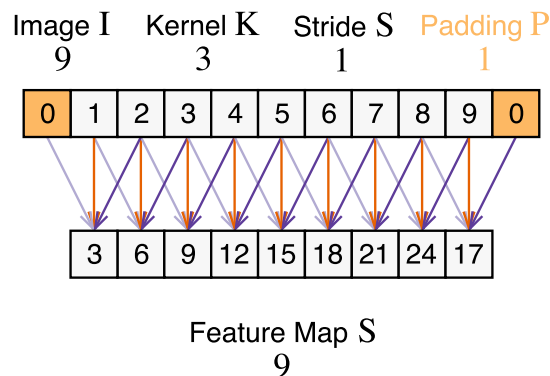 Image I Kernel K Stride S Padding P
9 3 1 1
0 1 2 3 4 5 6 7 8 9 0
3 6 9 12 15 18 21 24 17
Feature Map S
9